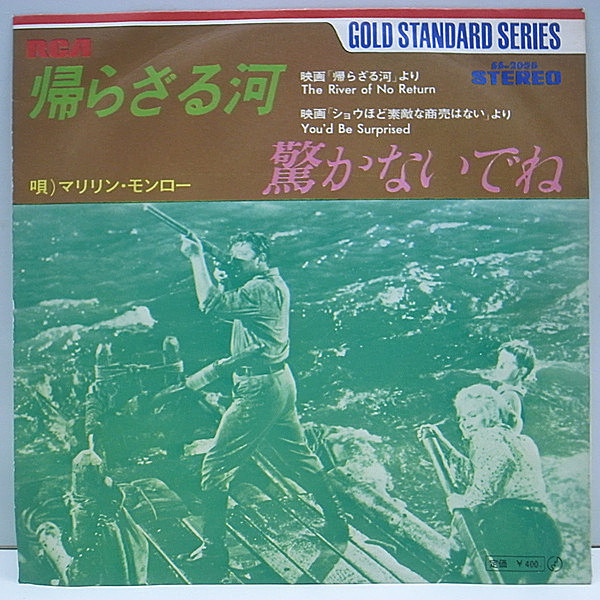 GOLD STANDARD SERIES
RCA
SS-2025
STEREO
帰らざる河
映画「帰らざる河」より
The River of No Return
映画「ショウほど素敵な商売はない」より
You'd Be Surprised
驚かないでね
唄)マリリン・モンロー
定価 ¥400